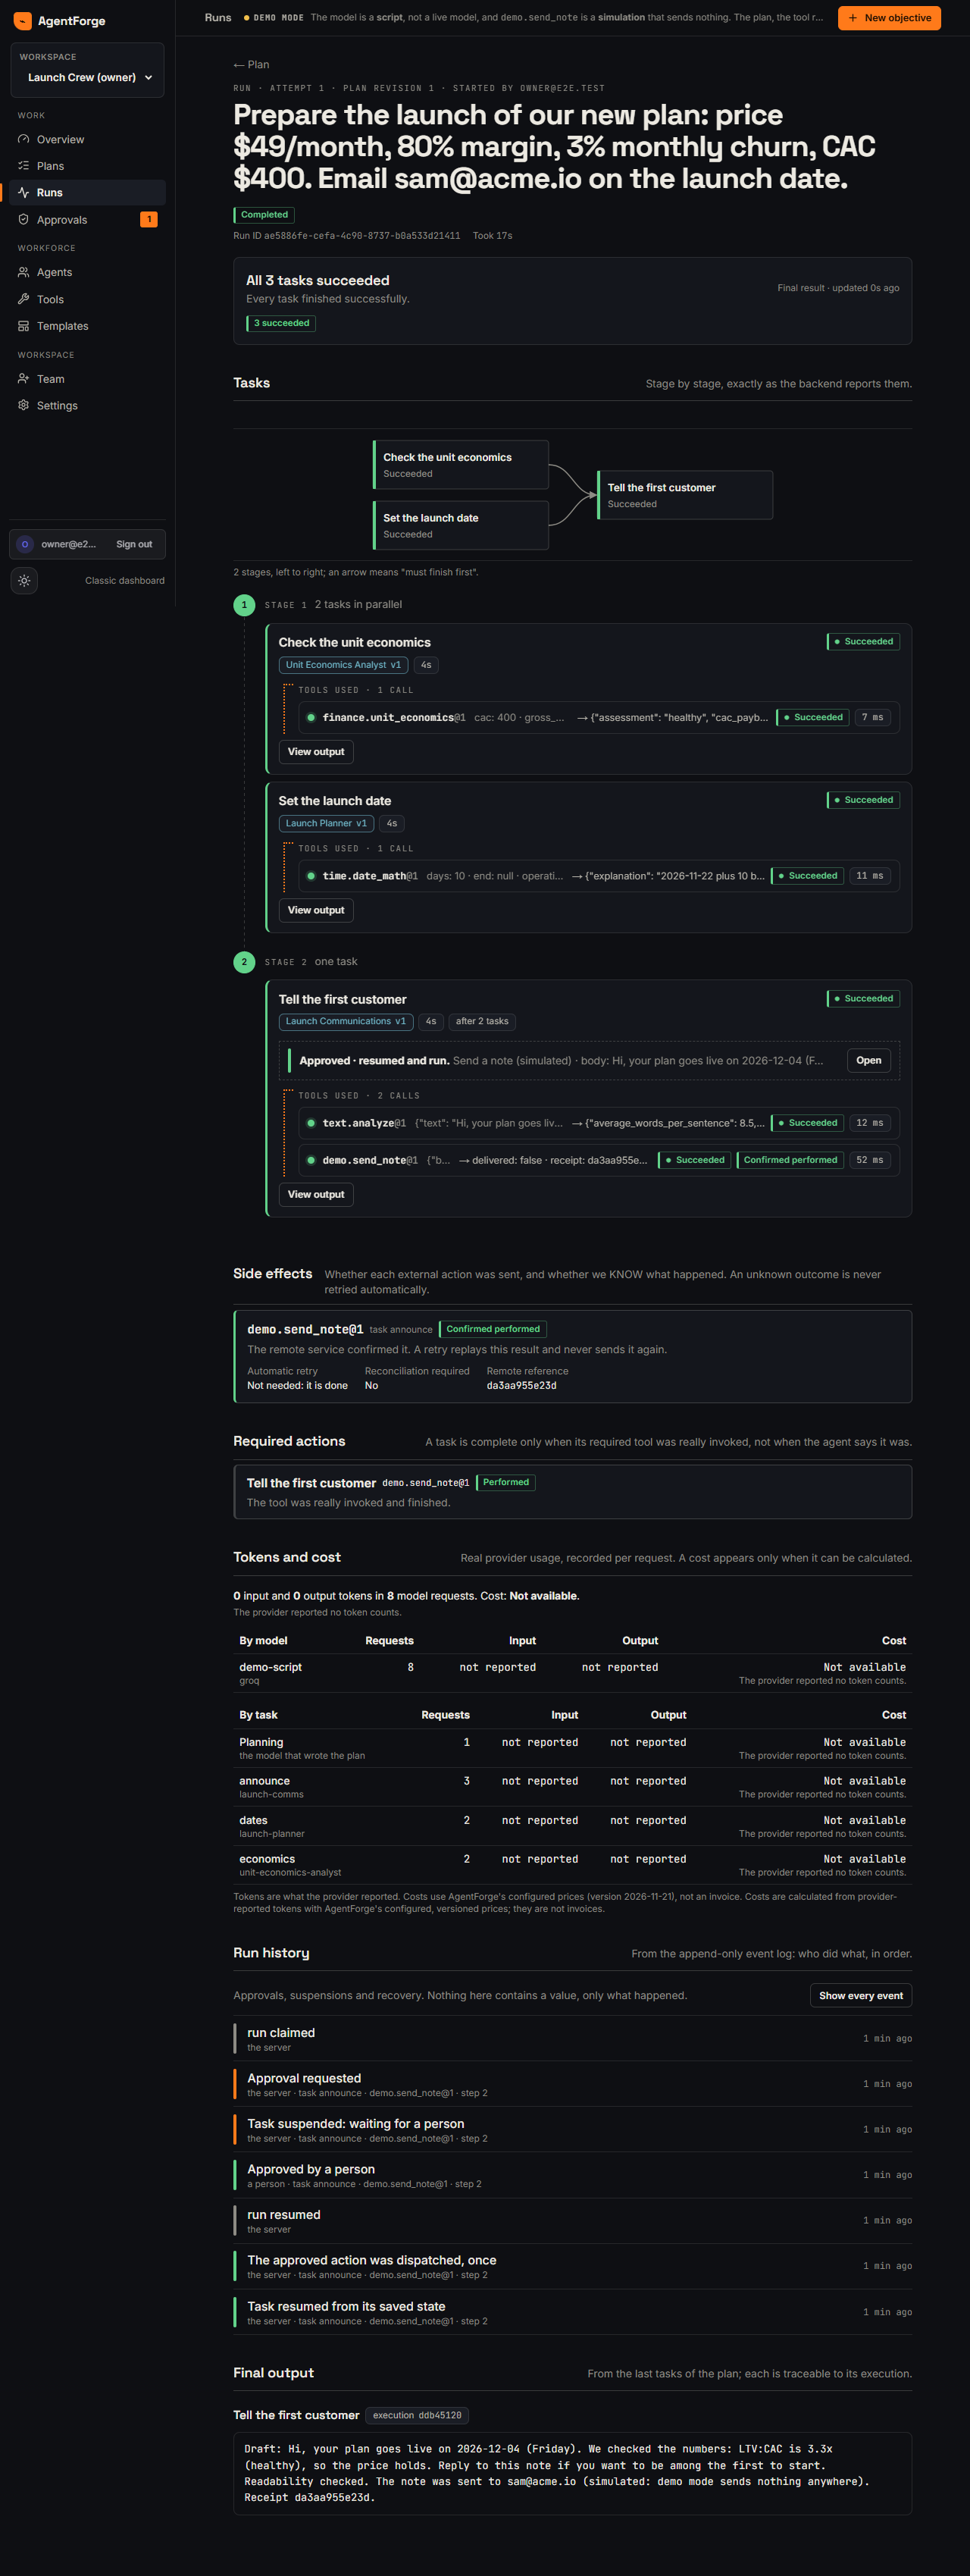 AgentForge
WORKSPACE
Launch Crew (owner)
WORK
Overview
Plans
Runs
Approvals 1
WORKFORCE
Agents
Tools
Templates
WORKSPACE
Team
Settings
O owner@e2... Sign out
Classic dashboard
Runs DEMO MODE The model is a script, not a live model, and demo.send_note is a simulation that sends nothing. The plan, the tool r... + New objective
← Plan
RUN · ATTEMPT 1 · PLAN REVISION 1 · STARTED BY OWNER@E2E.TEST
Prepare the launch of our new plan: price
$49/month, 80% margin, 3% monthly churn, CAC
$400. Email sam@acme.io on the launch date.
Completed
Run ID ae5886fe-cefa-4c90-8737-b0a533d21411 Took 17s
All 3 tasks succeeded
Every task finished successfully.
Final result · updated 0s ago
3 succeeded
Tasks Stage by stage, exactly as the backend reports them.
Check the unit economics
Succeeded
Set the launch date
Succeeded
Tell the first customer
Succeeded
2 stages, left to right; an arrow means "must finish first".
1 STAGE 1 2 tasks in parallel
Check the unit economics Succeeded
Unit Economics Analyst v1 4s
TOOLS USED · 1 CALL
finance.unit_economics@1 cac: 400 · gross_... → {"assessment": "healthy", "cac_payb... Succeeded 7 ms
View output
Set the launch date Succeeded
Launch Planner v1 4s
TOOLS USED · 1 CALL
time.date_math@1 days: 10 · end: null · operati... → {"explanation": "2026-11-22 plus 10 b... Succeeded 11 ms
View output
2 STAGE 2 one task
Tell the first customer Succeeded
Launch Communications v1 4s after 2 tasks
Approved · resumed and run. Send a note (simulated) · body: Hi, your plan goes live on 2026-12-04 (F... Open
TOOLS USED · 2 CALLS
text.analyze@1 {"text": "Hi, your plan goes liv... → {"average_words_per_sentence": 8.5,... Succeeded 12 ms
demo.send_note@1 {"b... → delivered: false · receipt: da3aa955e... Succeeded Confirmed performed 52 ms
View output
Side effects Whether each external action was sent, and whether we KNOW what happened. An unknown outcome is never
retried automatically.
demo.send_note@1 task announce Confirmed performed
The remote service confirmed it. A retry replays this result and never sends it again.
Automatic retry Reconciliation required Remote reference
Not needed: it is done No da3aa955e23d
Required actions A task is complete only when its required tool was really invoked, not when the agent says it was.
Tell the first customer demo.send_note@1 Performed
The tool was really invoked and finished.
Tokens and cost Real provider usage, recorded per request. A cost appears only when it can be calculated.
0 input and 0 output tokens in 8 model requests. Cost: Not available.
The provider reported no token counts.
By model Requests Input Output Cost
demo-script 8 not reported not reported Not available
groq The provider reported no token counts.
By task Requests Input Output Cost
Planning 1 not reported not reported Not available
the model that wrote the plan The provider reported no token counts.
announce 3 not reported not reported Not available
launch-comms The provider reported no token counts.
dates 2 not reported not reported Not available
launch-planner The provider reported no token counts.
economics 2 not reported not reported Not available
unit-economics-analyst The provider reported no token counts.
Tokens are what the provider reported. Costs use AgentForge's configured prices (version 2026-11-21), not an invoice. Costs are calculated from provider-
reported tokens with AgentForge's configured, versioned prices; they are not invoices.
Run history From the append-only event log: who did what, in order.
Approvals, suspensions and recovery. Nothing here contains a value, only what happened. Show every event
run claimed 1 min ago
the server
Approval requested 1 min ago
the server · task announce · demo.send_note@1 · step 2
Task suspended: waiting for a person 1 min ago
the server · task announce · demo.send_note@1 · step 2
Approved by a person 1 min ago
a person · task announce · demo.send_note@1 · step 2
run resumed 1 min ago
the server
The approved action was dispatched, once 1 min ago
the server · task announce · demo.send_note@1 · step 2
Task resumed from its saved state 1 min ago
the server · task announce · demo.send_note@1 · step 2
Final output From the last tasks of the plan; each is traceable to its execution.
Tell the first customer execution ddb45120
Draft: Hi, your plan goes live on 2026-12-04 (Friday). We checked the numbers: LTV:CAC is 3.3x
(healthy), so the price holds. Reply to this note if you want to be among the first to start.
Readability checked. The note was sent to sam@acme.io (simulated: demo mode sends nothing anywhere).
Receipt da3aa955e23d.